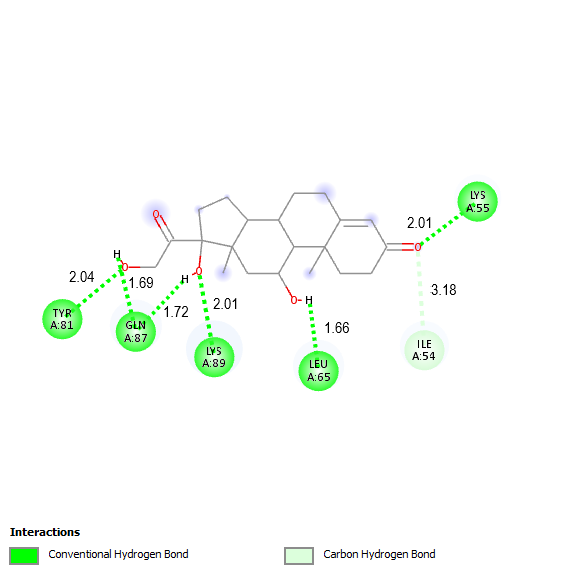 LYS
A:55
2.01
O
O
H
O
2.04
1.69
H
O
1.72
2.01
O
H
3.18
TYR
A:81
GLN
A:87
1.66
LYS
A:89
LEU
A:65
ILE
A:54
Interactions
Conventional Hydrogen Bond
Carbon Hydrogen Bond